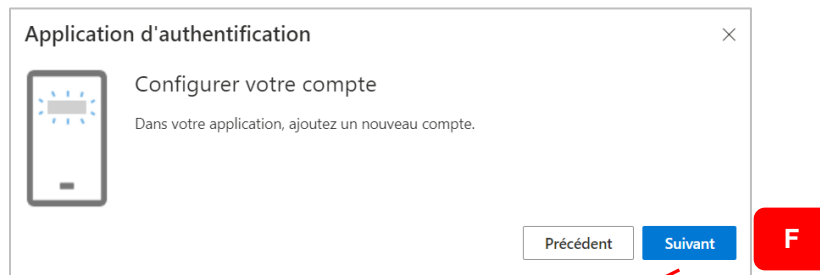 Application d'authentification
Configurer votre compte
Dans votre application, ajoutez un nouveau compte.
Précédent Suivant F